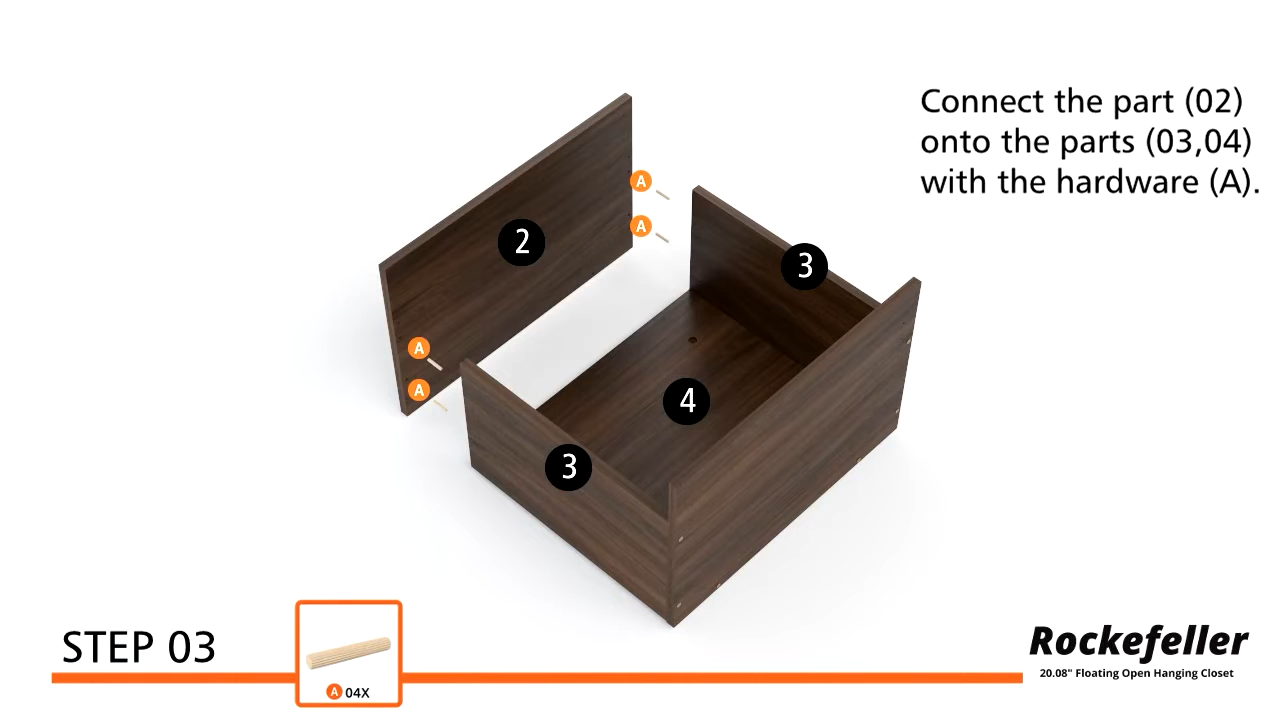 Connect the part (02)
onto the parts (03,04)
with the hardware (A).
A
A
2
3
A
A
4
3
STEP 03
A 04X
Rockefeller
20.08" Floating Open Hanging Closet